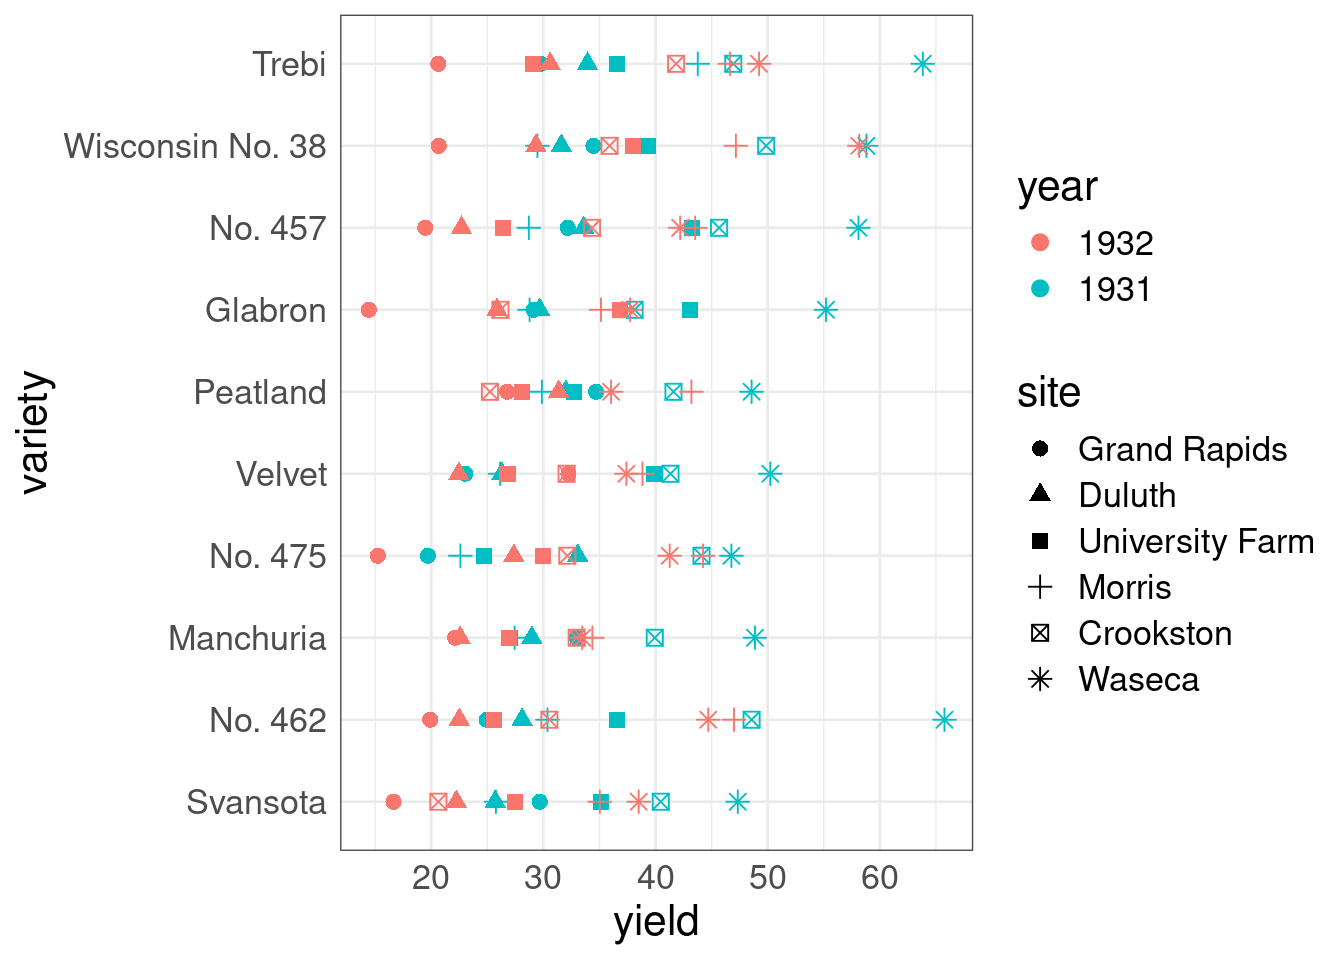 variety
Trebi
Wisconsin No. 38
No. 457
Glabron
Peatland
Velvet
No. 475
Manchuria
No. 462
Svansota
20 30 40 50 60
yield
year
1932
1931
site
Grand Rapids
Duluth
University Farm
Morris
Crookston
Waseca